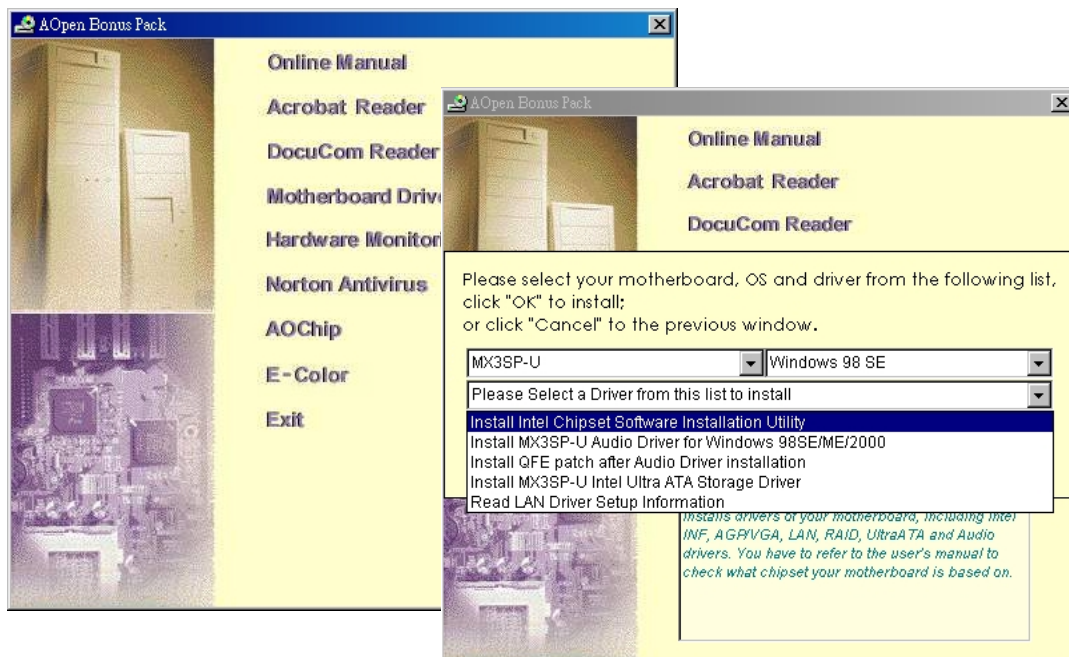 AOpen Bonus Pack
Online Manual
Acrobat Reader
DocuCom Reader
Motherboard Drive
Hardware Monitor
Norton Antivirus
AOChip
E-Color
Exit
AOpen Bonus Pack
Online Manual
Acrobat Reader
DocuCom Reader
Please select your motherboard, OS and driver from the following list,
click "OK" to install;
or click "Cancel" to the previous window.
MX3SP-U
Windows 98 SE
Please Select a Driver from this list to install
Install Intel Chipset Software Installation Utility
Install MX3SP-U Audio Driver for Windows 98SE/ME/2000
Install QFE patch after Audio Driver installation
Install MX3SP-U Intel Ultra ATA Storage Driver
Read LAN Driver Setup Information
Installs drivers of your motherboard, including Intel
INF, AGP/VGA, LAN, RAID, UltraATA and Audio
drivers. You have to refer to the user's manual to
check what chipset your motherboard is based on.